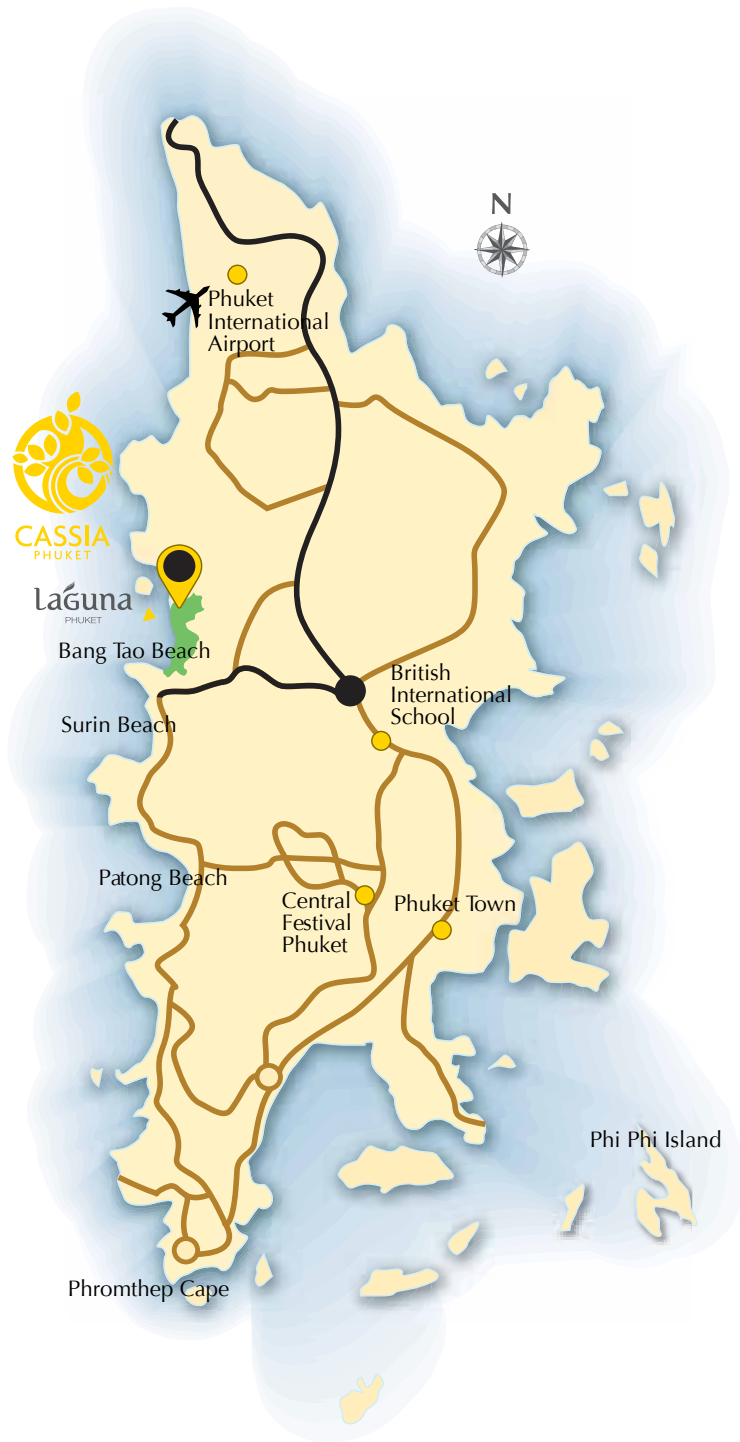 N
Phuket
International
Airport
CASSIA
PHUKET
Laguna
PHUKET
Bang Tao Beach
British
International
School
Surin Beach
Patong Beach
Central
Festival
Phuket
Phuket Town
Phi Phi Island
Phromthep Cape